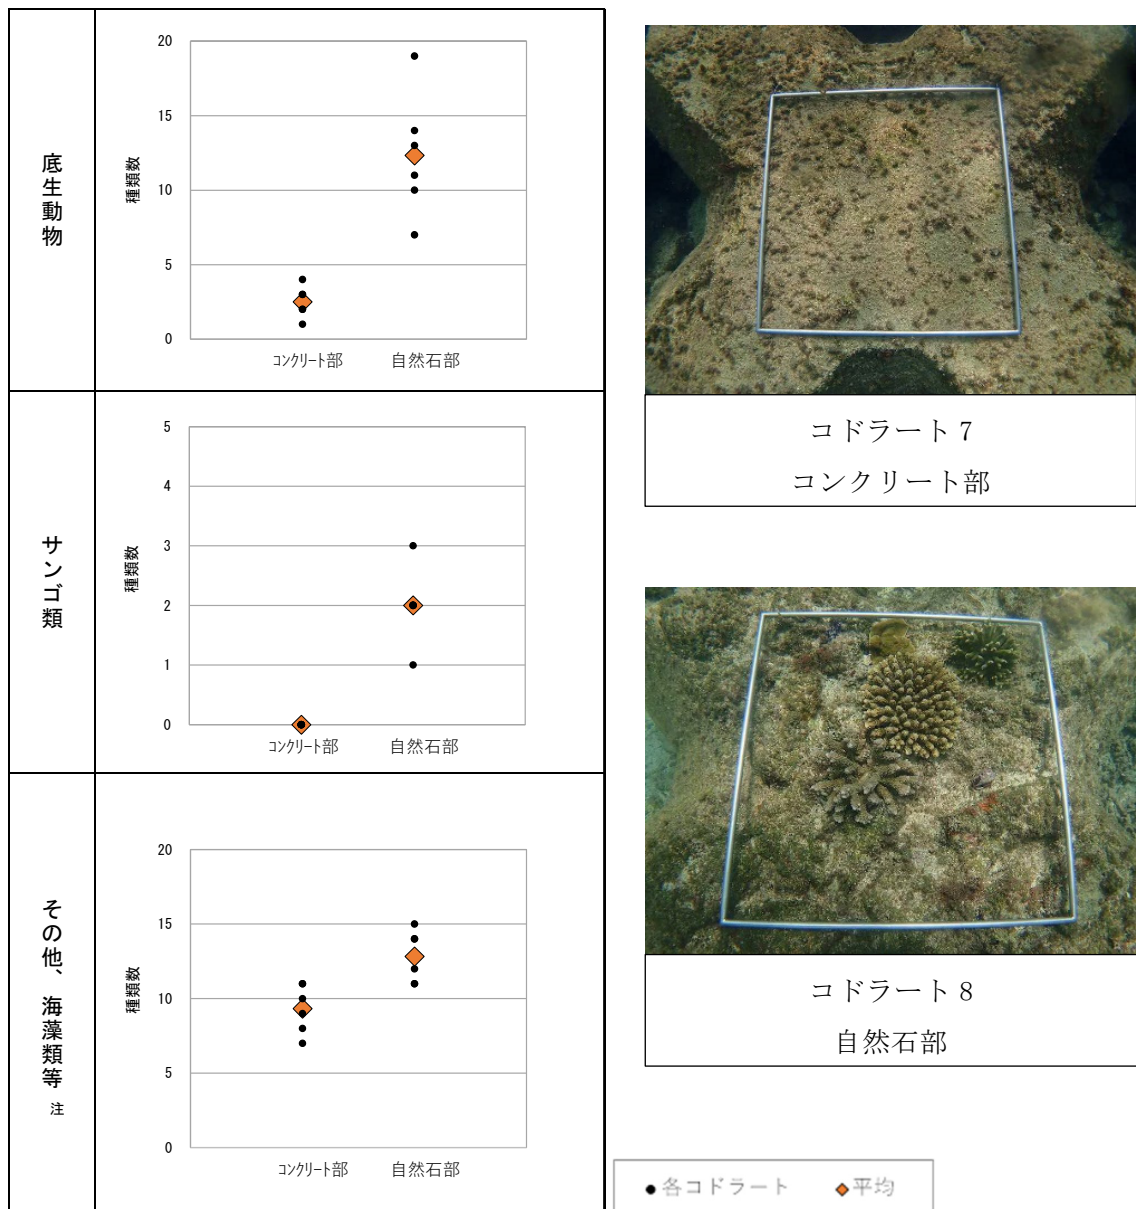 底生動物
種類数
20
15
10
5
0
コンクリート部
自然石部
サンゴ類
種類数
5
4
3
2
1
0
コンクリート部
自然石部
その他、海藻類等 注
種類数
20
15
10
5
0
コンクリート部
自然石部
コドラート 7
コンクリート部
コドラート 8
自然石部
各コドラート
平均